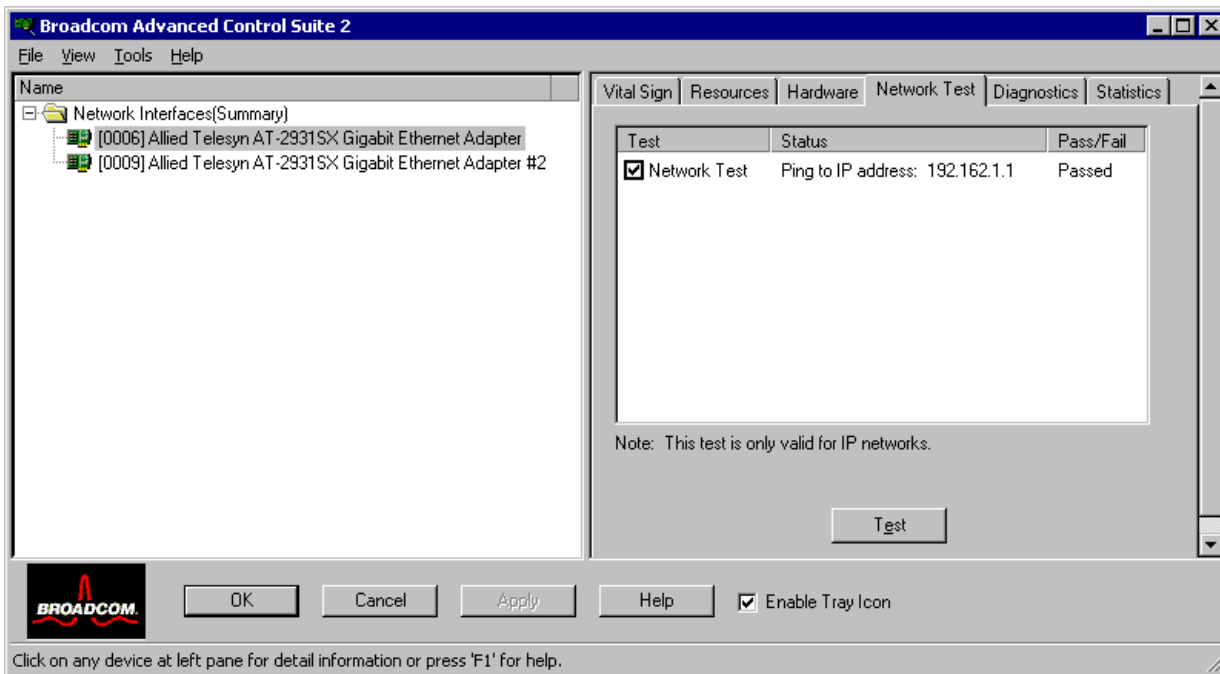 Broadcom Advanced Control Suite 2
File View Tools Help
Name
Network Interfaces(Summary)
[0006] Allied Telesyn AT-2931SX Gigabit Ethernet Adapter
[0009] Allied Telesyn AT-2931SX Gigabit Ethernet Adapter #2
Vital Sign Resources Hardware Network Test Diagnostics Statistics
Test Status Pass/Fail
Network Test Ping to IP address: 192.162.1.1 Passed
Note: This test is only valid for IP networks.
Test
BROADCOM.
OK Cancel Apply Help Enable Tray Icon
Click on any device at left pane for detail information or press 'F1' for help.